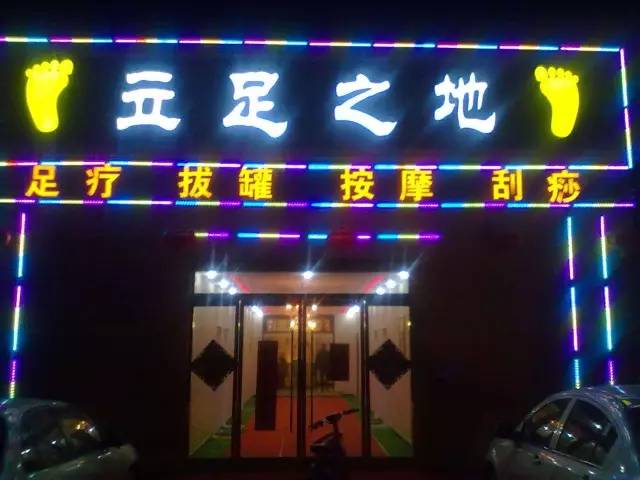 立足之地
足疗 拔罐 按摩 刮痧